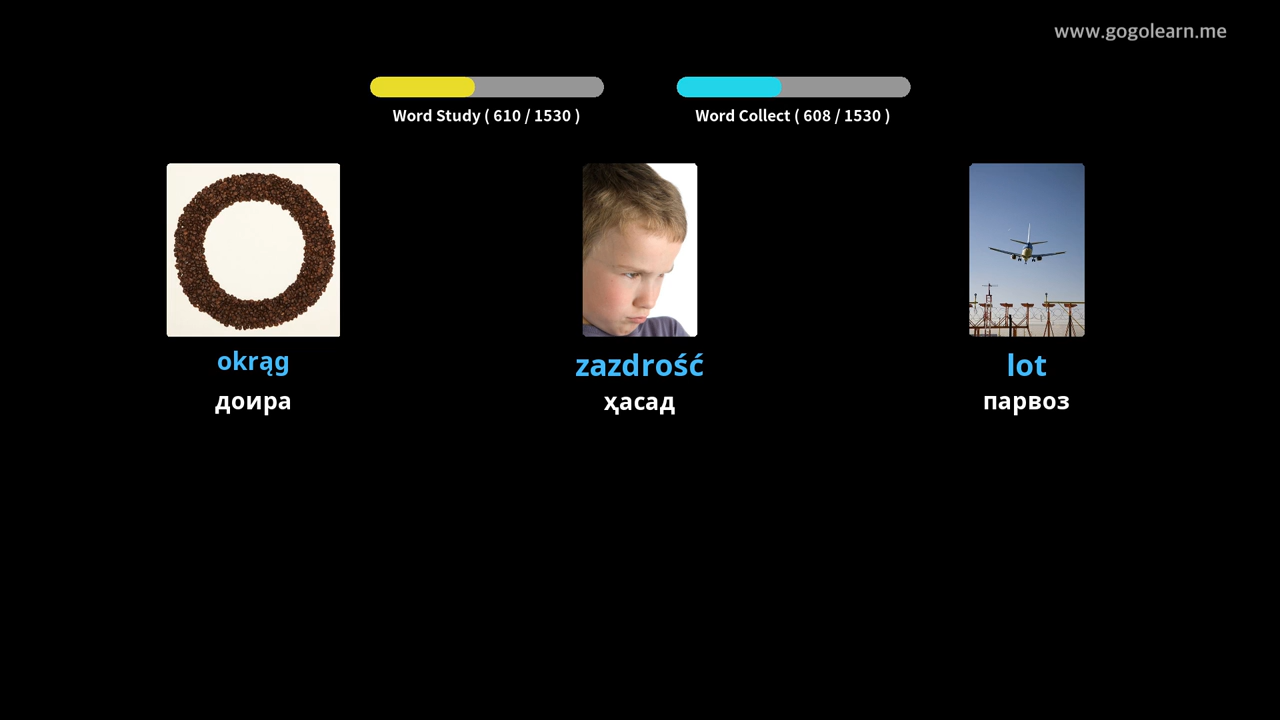 www.gogolearn.me
Word Study ( 610 / 1530 )
Word Collect ( 608 / 1530 )
okrąg
доира
zazdrość
ҳасад
lot
парвоз